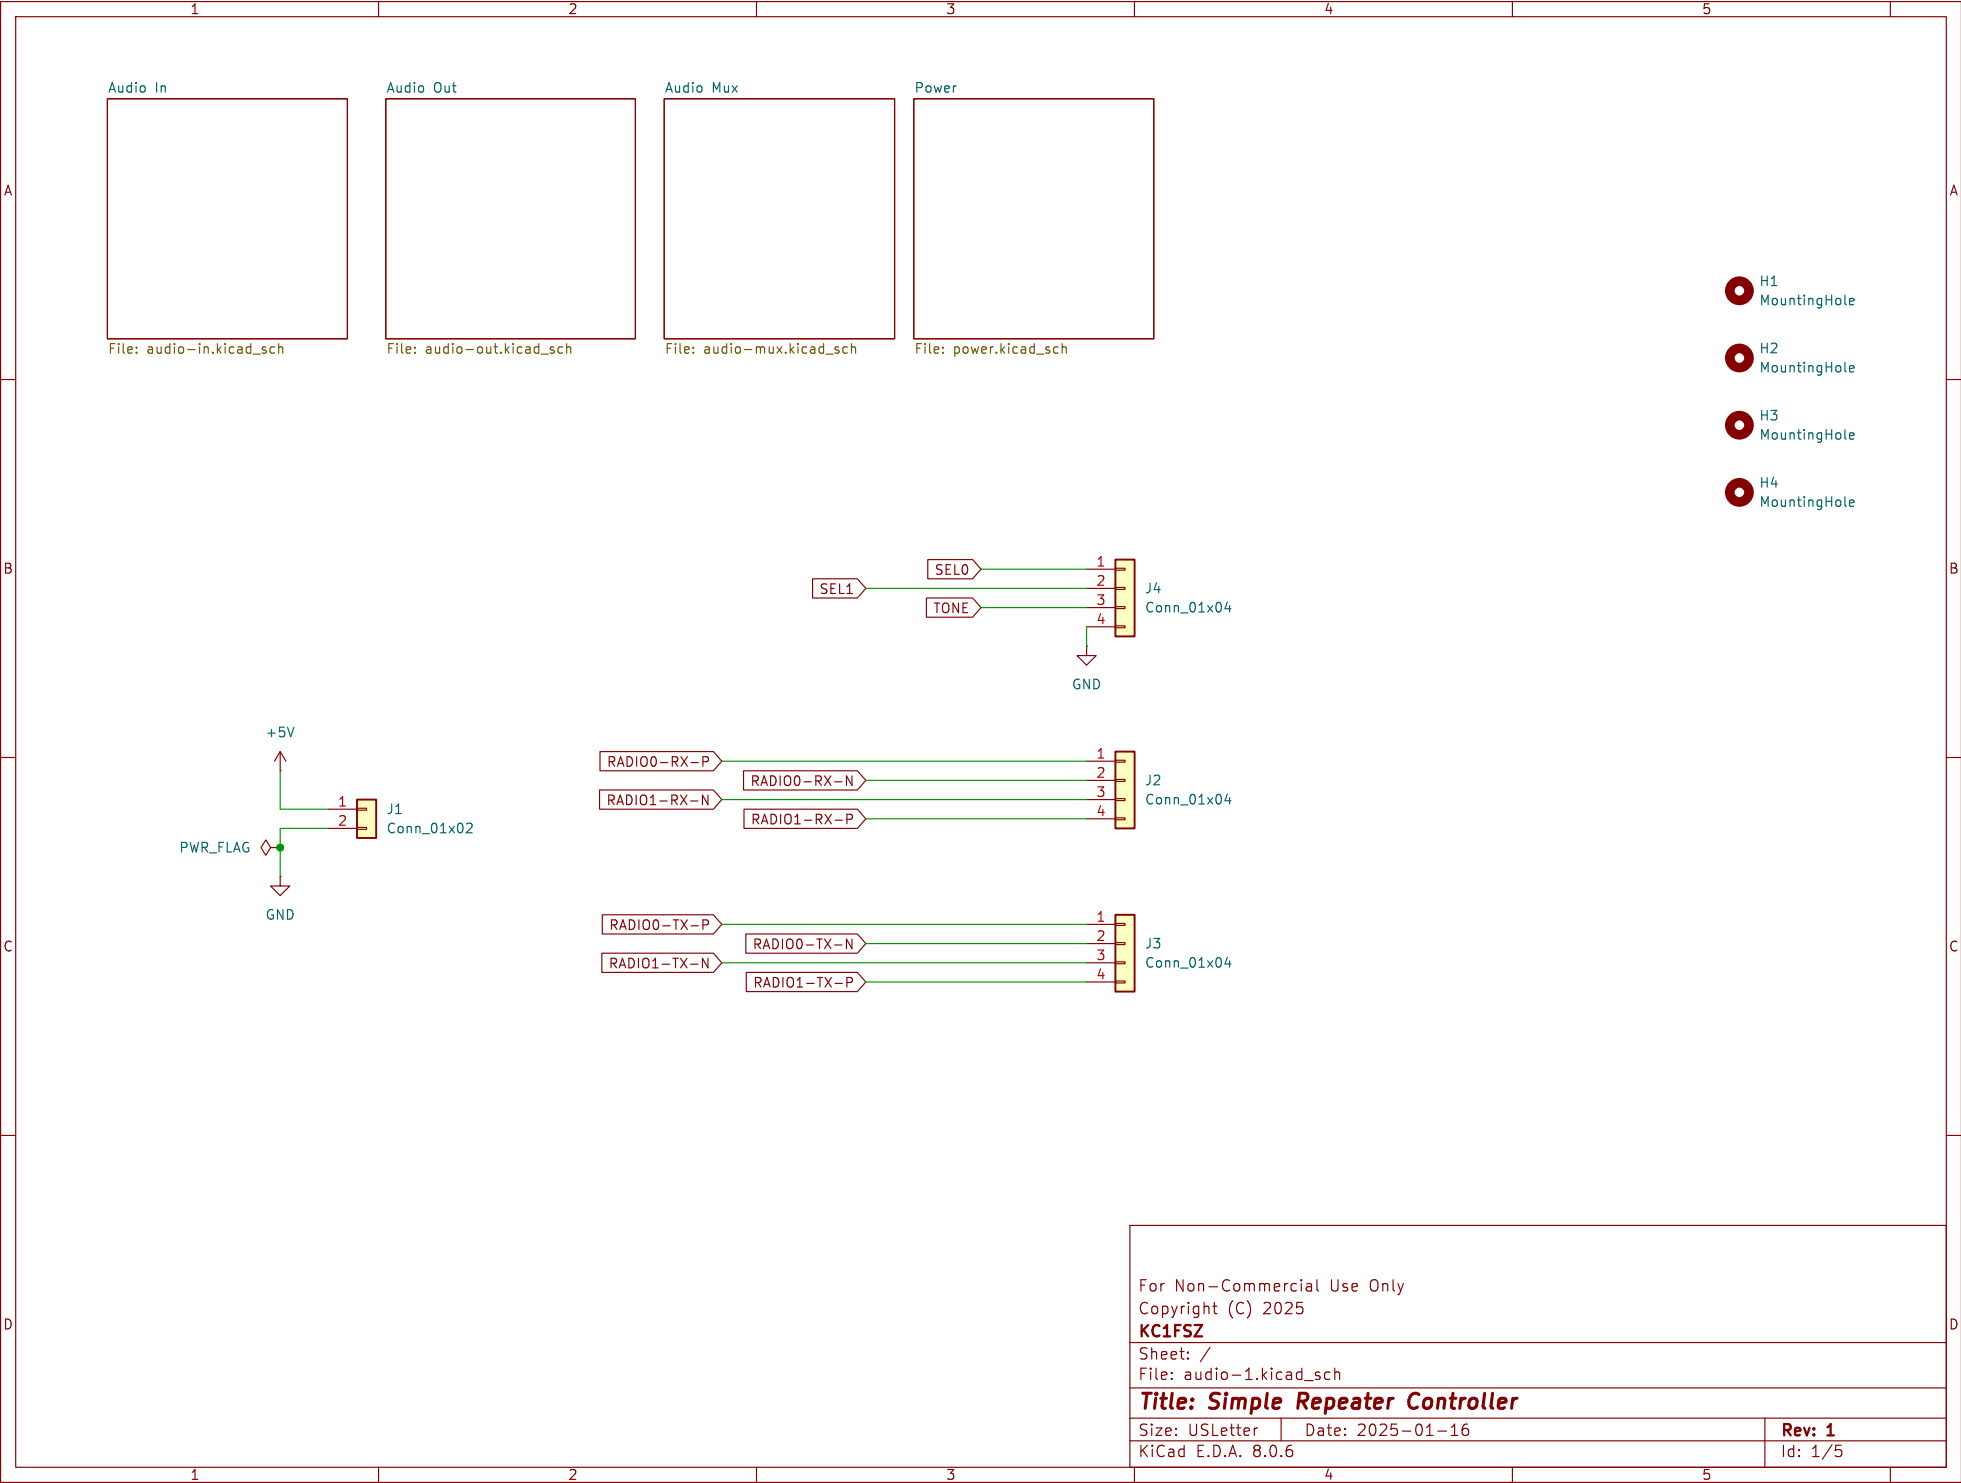 1 2 3 4 5
Audio In
Audio Out
Audio Mux
Power
A
A
H1
MountingHole
File: audio-in.kicad_sch
File: audio-out.kicad_sch
File: audio-mux.kicad_sch
File: power.kicad_sch
H2
MountingHole
H3
MountingHole
H4
MountingHole
B
B
SEL0
SEL1
TONE
1
2
3
4
J4
Conn_01x04
GND
+5V
1
2
J1
Conn_01x02
PWR_FLAG
GND
RADIO0-RX-P
RADIO0-RX-N
RADIO1-RX-N
RADIO1-RX-P
1
2
3
4
J2
Conn_01x04
C
C
RADIO0-TX-P
RADIO0-TX-N
RADIO1-TX-N
RADIO1-TX-P
1
2
3
4
J3
Conn_01x04
D
D
For Non-Commercial Use Only
Copyright (C) 2025
KC1FSZ
Sheet: /
File: audio-1.kicad_sch
Title: Simple Repeater Controller
Size: USLetter
Date: 2025-01-16
Rev: 1
KiCad E.D.A. 8.0.6
Id: 1/5
1 2 3 4 5